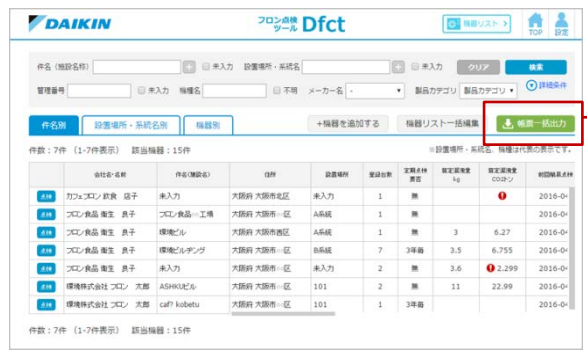 DAIKIN フロン点検ツール Dfct 機器リスト TOP 設定
件名（施設名称） 未入力 設置場所・系統名 未入力 クリア 検索
管理番号 未入力 機種名 不明 メーカー名 - 製品カテゴリ 製品カテゴリ 詳細条件
件名別 設置場所・系統名別 機器別 +機器を追加する 機器リスト一括編集 帳票一括出力
件数：7件 （1-7件表示） 該当機器：15件 ※設置場所・系統名、機種は代表の表示です。
会社名・名前 件名(施設名) 住所 設置場所 登録台数 定期点検要否 算定漏洩量 kg 算定漏洩量 CO2トン 前回簡易点検
点検 カフェフロン 飲食 店子 未入力 大阪府 大阪市北区 未入力 1 無 2016-04
点検 フロン食品 衛生 良子 フロン食品 工場 大阪府 大阪市 区 A系統 1 無 2016-04
点検 フロン食品 衛生 良子 環境ビル 大阪府 大阪市西区 A系統 1 無 3 6.27 2016-04
点検 フロン食品 衛生 良子 環境ビルヂング 大阪府 大阪市 区 B系統 7 3年毎 3.5 6.755 2016-04
点検 フロン食品 衛生 良子 未入力 大阪府 大阪市 区 未入力 2 無 3.6 2.299 2016-04
点検 環境株式会社 フロン 太郎 ASHKUビル 大阪府 大阪市 区 101 2 無 11 22.99 2016-04
点検 環境株式会社 フロン 太郎 caf? kobetu 大阪府 大阪市 区 101 1 3年毎 2016-04
件数：7件 （1-7件表示） 該当機器：15件